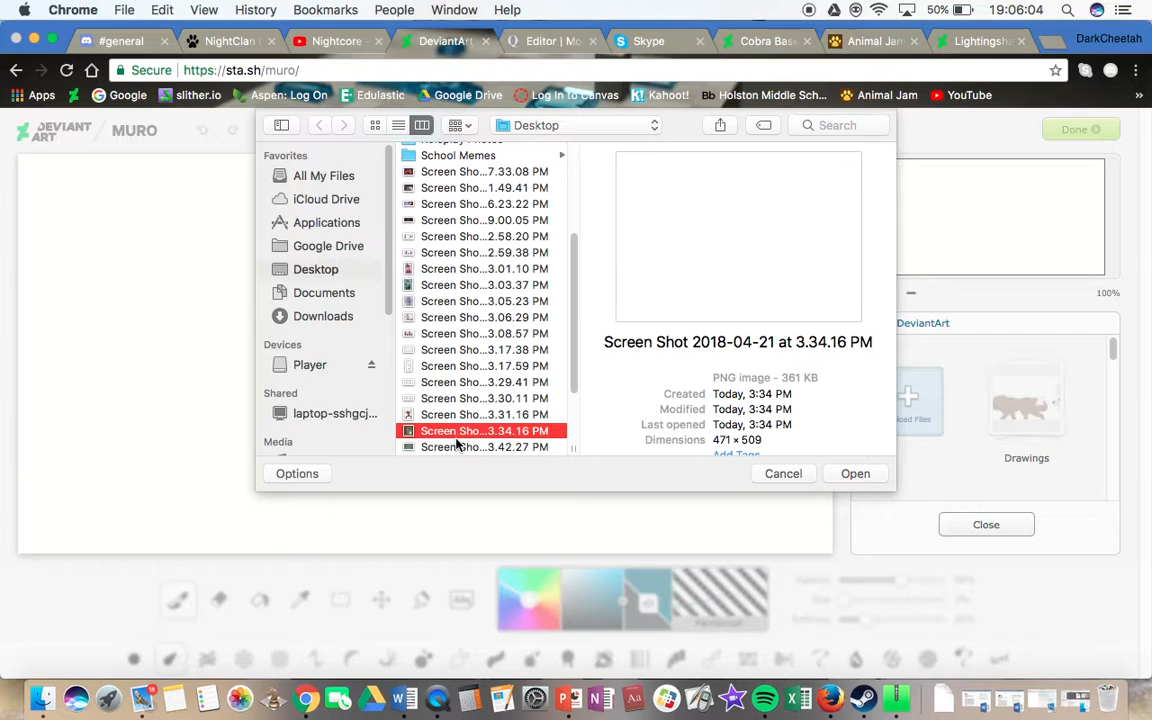 Chrome File Edit View History Bookmarks People Window Help 50% 19:06:04
#general NightClan Nightcore - DeviantArt Editor | Mo Skype Cobra Bas Animal Jam Lightingsha DarkCheetah
Secure https://sta.sh/muro/
Apps Google slither.io Aspen: Log On Edulastic Google Drive Log In to Canvas Kahoot! Bb Holston Middle Sch... Animal Jam YouTube »
DEVIANT ART MURO Desktop Search Done
Favorites
All My Files
iCloud Drive
Applications
Google Drive
Desktop
Documents
Downloads
Devices
Player
Shared
laptop-sshgcj...
Media
School Memes
Screen Sho...7.33.08 PM
Screen Sho...1.49.41 PM
Screen Sho...6.23.22 PM
Screen Sho...9.00.05 PM
Screen Sho...2.58.20 PM
Screen Sho...2.59.38 PM
Screen Sho...3.01.10 PM
Screen Sho...3.03.37 PM
Screen Sho...3.05.23 PM
Screen Sho...3.06.29 PM
Screen Sho...3.08.57 PM
Screen Sho...3.17.38 PM
Screen Sho...3.17.59 PM
Screen Sho...3.29.41 PM
Screen Sho...3.30.11 PM
Screen Sho...3.31.16 PM
Screen Sho...3.34.16 PM
Screen Sho...3.42.27 PM
Screen Shot 2018-04-21 at 3.34.16 PM
PNG image - 361 KB
Created Today, 3:34 PM
Modified Today, 3:34 PM
Last opened Today, 3:34 PM
Dimensions 471 × 509
Add Tags...
Options Cancel Open
100%
DeviantArt
load Files
Drawings
Close